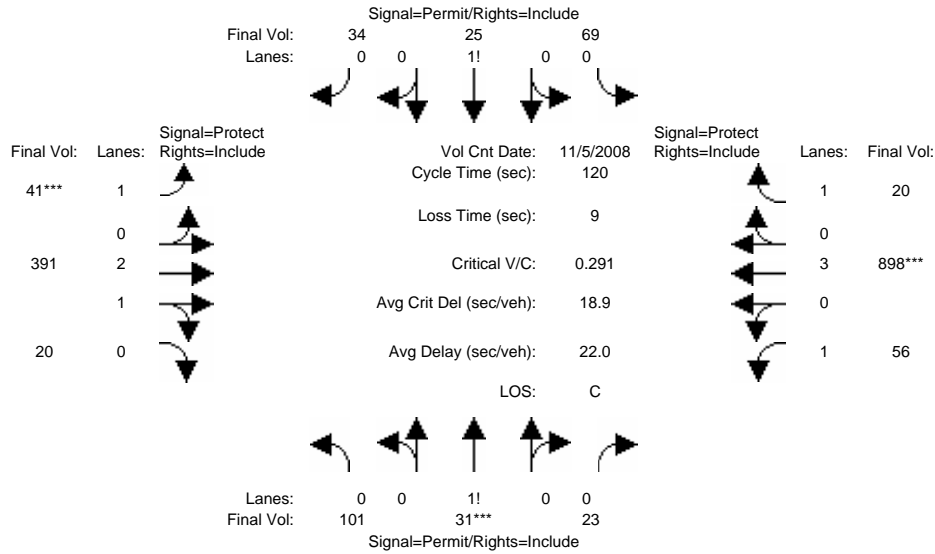 Signal=Permit/Rights=Include
Final Vol: 34 25 69
Lanes: 0 0 1! 0 0
Signal=Protect Signal=Protect
Final Vol: Lanes: Rights=Include Vol Cnt Date: 11/5/2008 Rights=Include Lanes: Final Vol:
Cycle Time (sec): 120
41*** 1 1 20
Loss Time (sec): 9
0 0
391 2 Critical V/C: 0.291 3 898***
1 Avg Crit Del (sec/veh): 18.9 0
20 0 Avg Delay (sec/veh): 22.0 1 56
LOS: C
Lanes: 0 0 1! 0 0
Final Vol: 101 31*** 23
Signal=Permit/Rights=Include